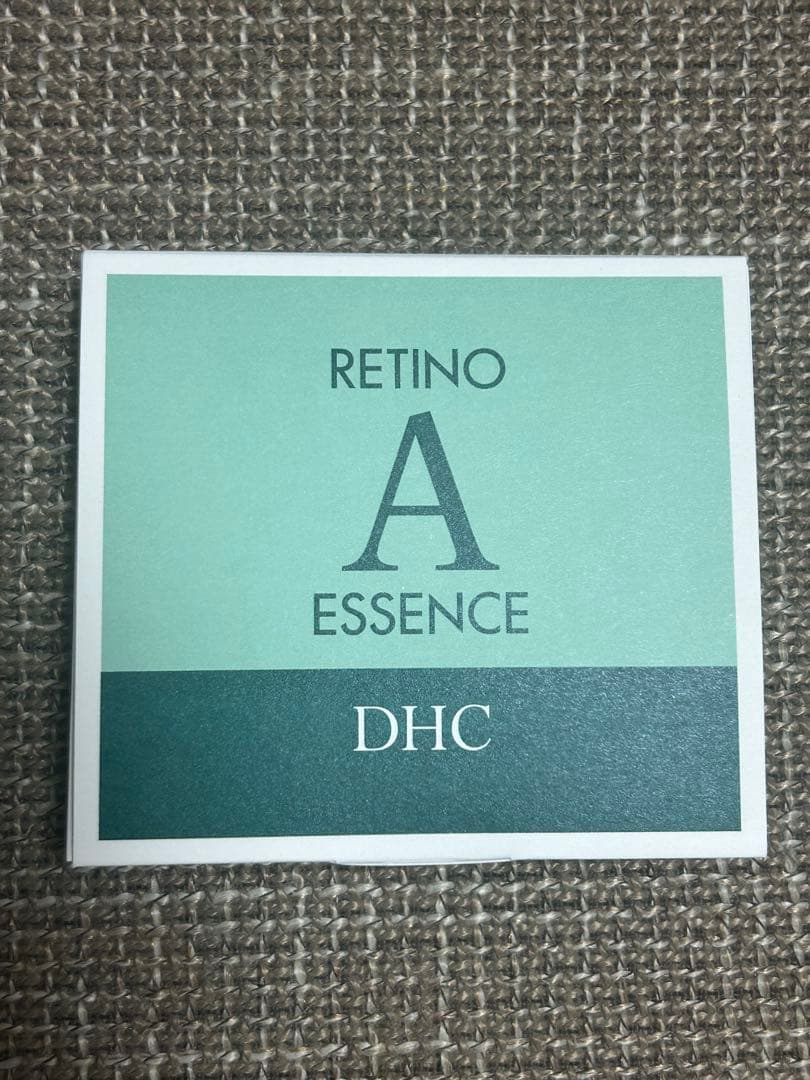 RETINO
A
ESSENCE
DHC